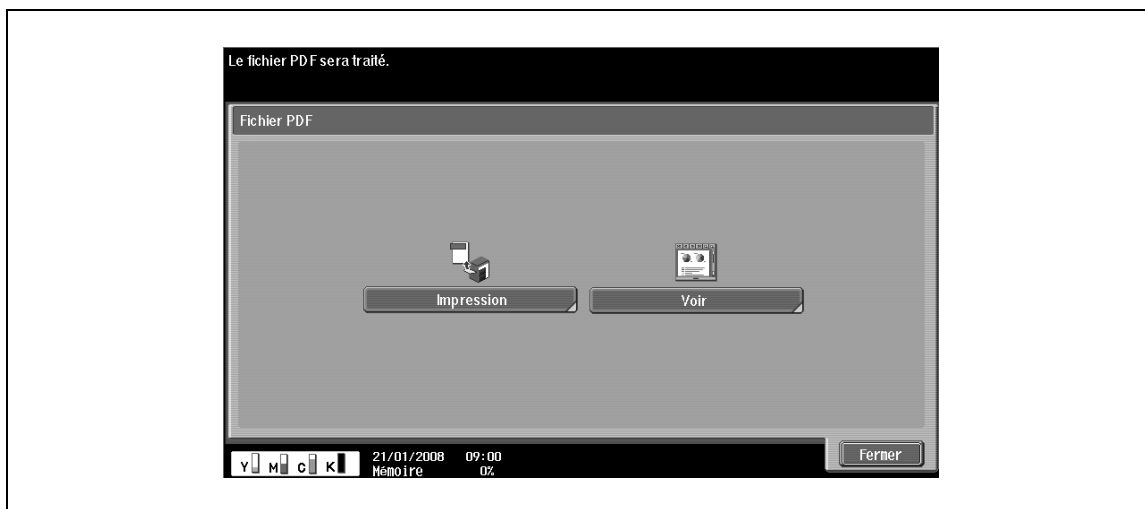 Le fichier PDF sera traité.
Fichier PDF
Impression
Voir
Y M C K
21/01/2008 09:00
Mémoire 0%
Fermer